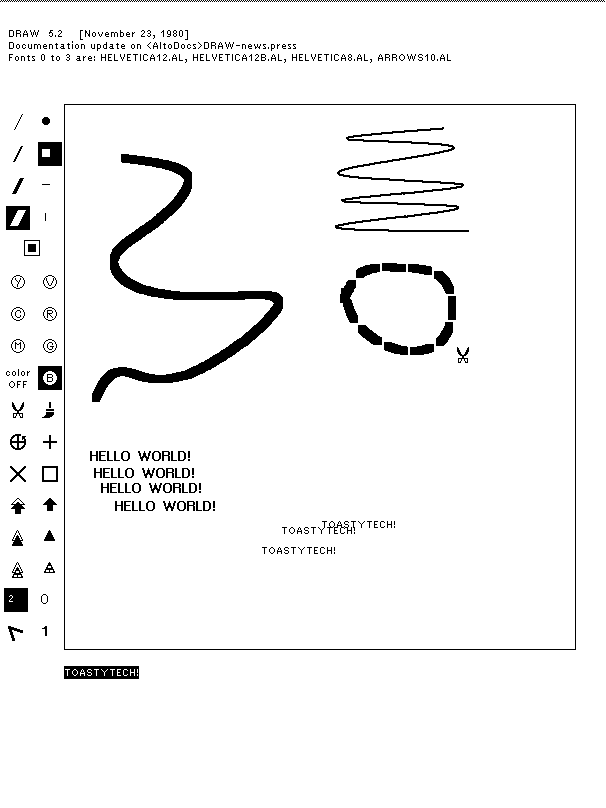 DRAW 5.2 [November 23, 1980]
Documentation update on <AltoDocs>DRAW-news.press
Fonts 0 to 3 are: HELVETICA12.AL, HELVETICA12B.AL, HELVETICA8.AL, ARROWS10.AL
Y V
C R
M G
color
OFF
B
HELLO WORLD!
HELLO WORLD!
HELLO WORLD!
HELLO WORLD!
TOASTYTECH!
TOASTYTECH!
TOASTYTECH!
2 0
1
TOASTYTECH!